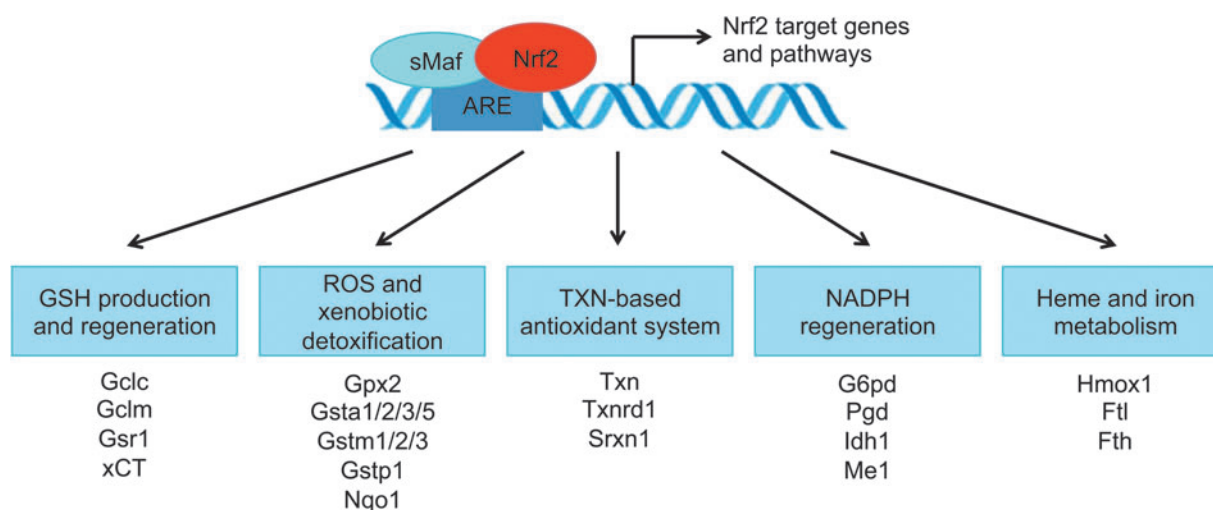 Nrf2 target genes
and pathways
sMaf
Nrf2
ARE
GSH production
and regeneration
ROS and
xenobiotic
detoxification
TXN-based
antioxidant system
NADPH
regeneration
Heme and iron
metabolism
Gclc
Gclm
Gsr1
xCT
Gpx2
Gsta1/2/3/5
Gstm1/2/3
Gstp1
Nqo1
Txn
Txnrd1
Srxn1
G6pd
Pgd
Idh1
Me1
Hmox1
Ftl
Fth